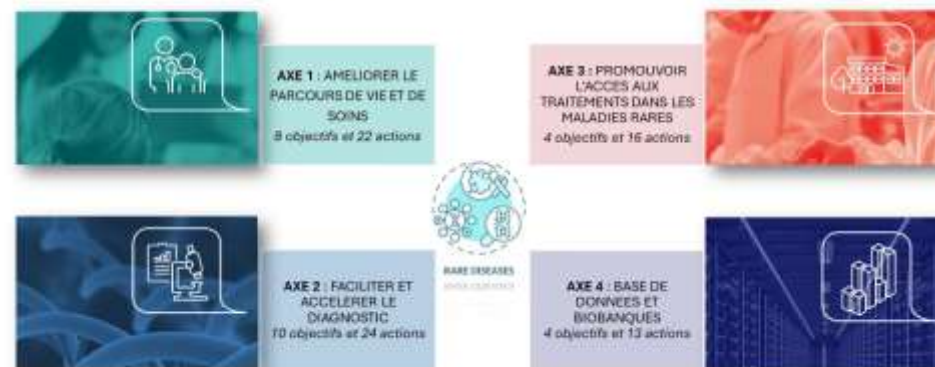 AXE 1 : AMELIORER LE
PARCOURS DE VIE ET DE
SOINS
8 objectifs et 22 actions
AXE 3 : PROMOUVOIR
L'ACCES AUX
TRAITEMENTS DANS LES
MALADIES RARES
4 objectifs et 16 actions
RARE DISEASES
AXE 2 : FACILITER ET
ACCELERER LE
DIAGNOSTIC
10 objectifs et 24 actions
AXE 4 : BASE DE
DONNEES ET
BIOBANQUES
4 objectifs et 13 actions